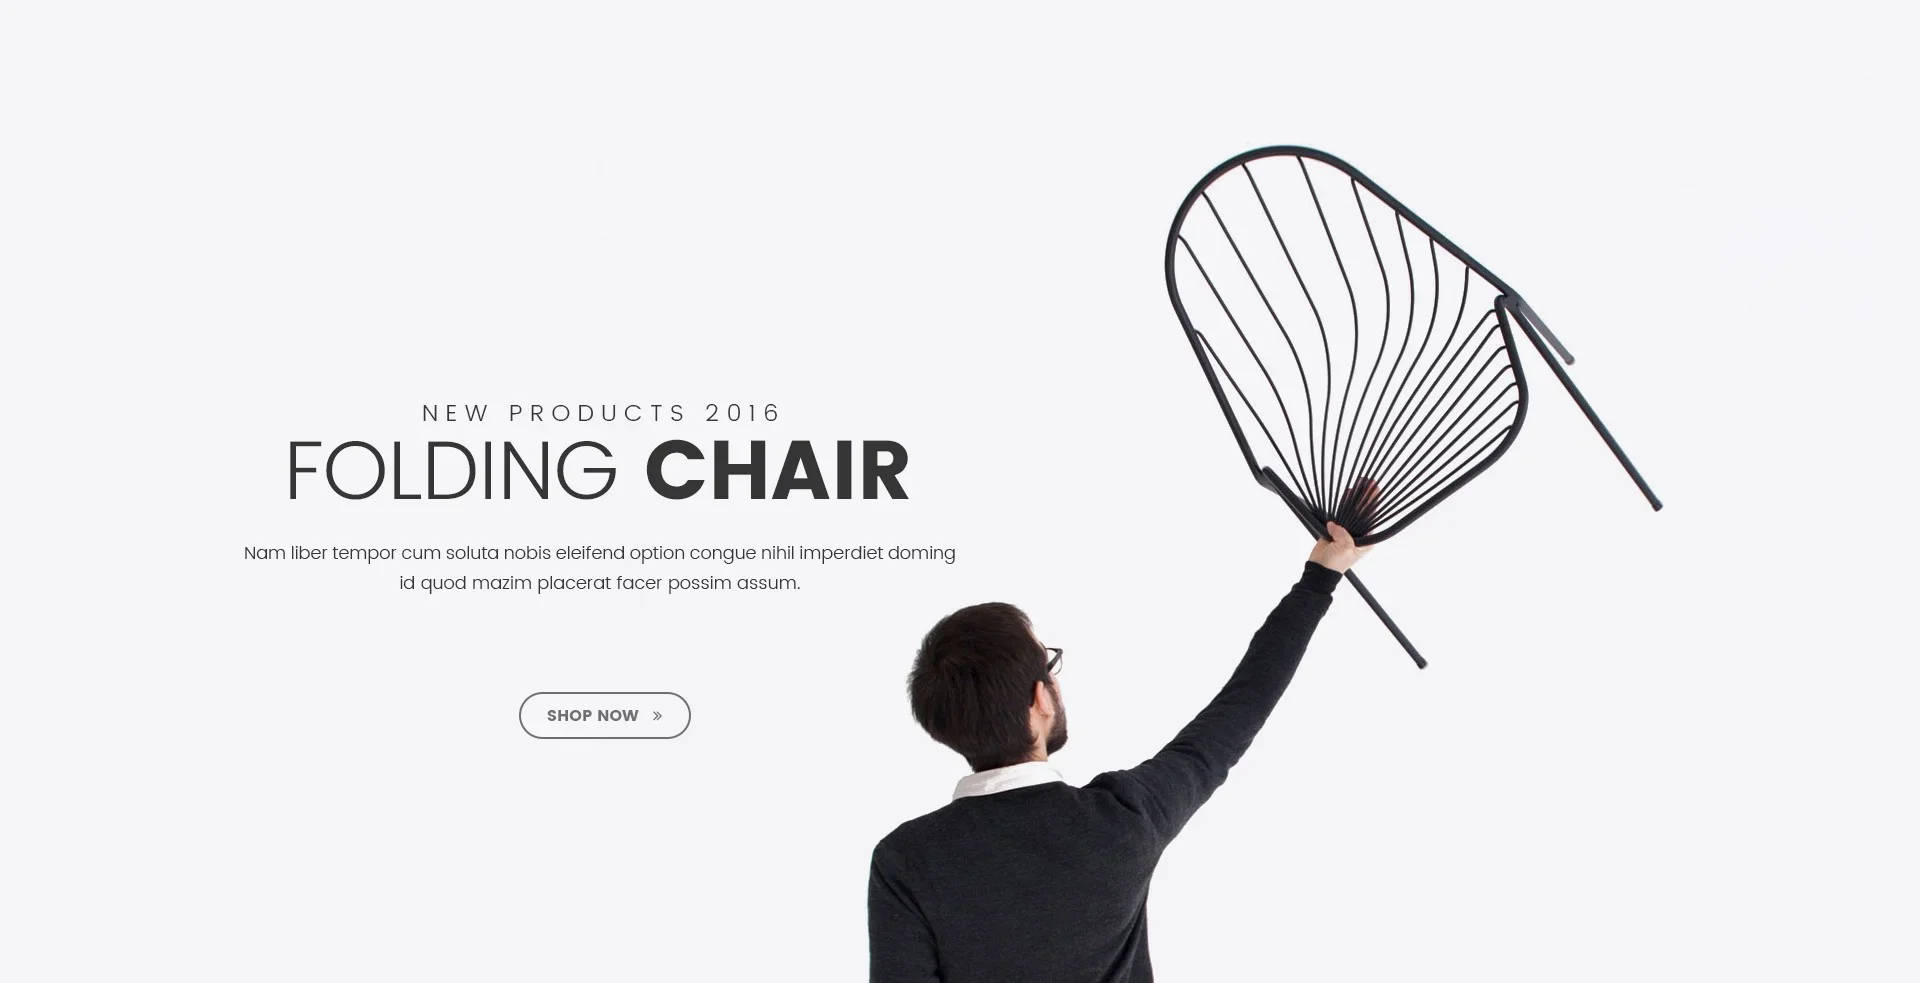 NEW PRODUCTS 2016
FOLDING CHAIR
Nam liber tempor cum soluta nobis eleifend option congue nihil imperdiet doming
id quod mazim placerat facer possim assum.
SHOP NOW »